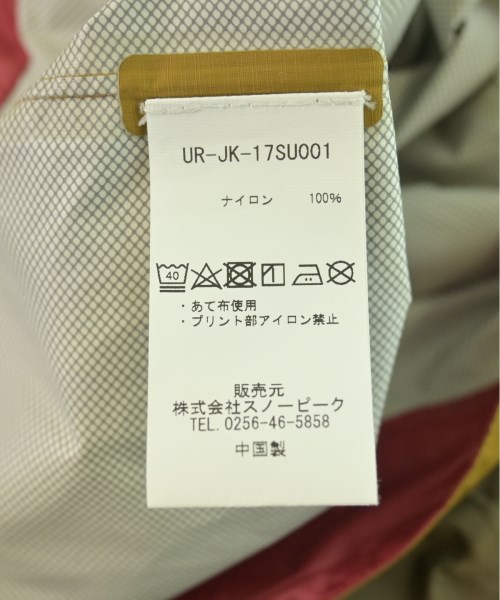 UR-JK-17SU001
ナイロン 100%
40
・あて布使用
・プリント部アイロン禁止
販売元
株式会社スノーピーク
TEL.0256-46-5858
中国製